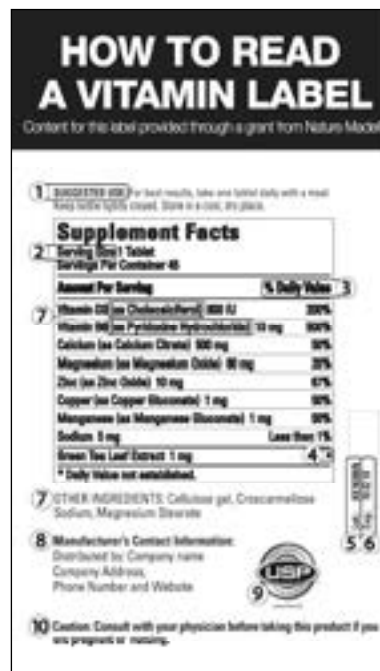 HOW TO READ
A VITAMIN LABEL
Content for this label provided through a grant from Nature Made
1 SUGGESTED USE: For best results, take one tablet daily with a meal.
Keep bottle tightly closed. Store in a cool, dry place.
Supplement Facts
2 Serving Size 1 Tablet
Servings Per Container 45
Amount Per Serving % Daily Value 3
7 Vitamin D3 (as Cholecalciferol) 800 IU 200%
Vitamin B6 (as Pyridoxine Hydrochloride) 10 mg 500%
Calcium (as Calcium Citrate) 500 mg 50%
Magnesium (as Magnesium Oxide) 80 mg 20%
Zinc (as Zinc Oxide) 10 mg 67%
Copper (as Copper Gluconate) 1 mg 50%
Manganese (as Manganese Gluconate) 1 mg 50%
Sodium 5 mg Less than 1%
Green Tea Leaf Extract 1 mg 4 *
* Daily Value not established.
5 6
7 OTHER INGREDIENTS: Cellulose gel, Croscarmellose
Sodium, Magnesium Stearate
8 Manufacturer's Contact Information:
Distributed by: Company name
Company Address,
Phone Number and Website
USP
9
10 Caution: Consult with your physician before taking this product if you
are pregnant or nursing.